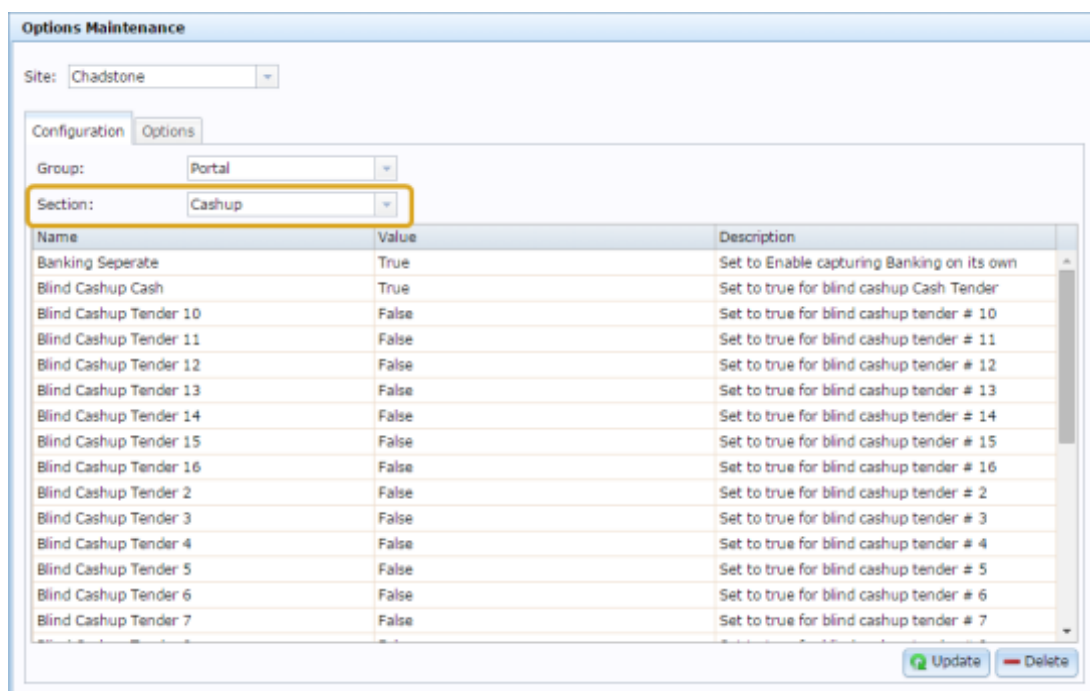 Options Maintenance
Site: Chadstone
Configuration Options
Group: Portal
Section: Cashup
Name Value Description
Banking Seperate True Set to Enable capturing Banking on its own
Blind Cashup Cash True Set to true for blind cashup Cash Tender
Blind Cashup Tender 10 False Set to true for blind cashup tender # 10
Blind Cashup Tender 11 False Set to true for blind cashup tender # 11
Blind Cashup Tender 12 False Set to true for blind cashup tender # 12
Blind Cashup Tender 13 False Set to true for blind cashup tender # 13
Blind Cashup Tender 14 False Set to true for blind cashup tender # 14
Blind Cashup Tender 15 False Set to true for blind cashup tender # 15
Blind Cashup Tender 16 False Set to true for blind cashup tender # 16
Blind Cashup Tender 2 False Set to true for blind cashup tender # 2
Blind Cashup Tender 3 False Set to true for blind cashup tender # 3
Blind Cashup Tender 4 False Set to true for blind cashup tender # 4
Blind Cashup Tender 5 False Set to true for blind cashup tender # 5
Blind Cashup Tender 6 False Set to true for blind cashup tender # 6
Blind Cashup Tender 7 False Set to true for blind cashup tender # 7
Update Delete